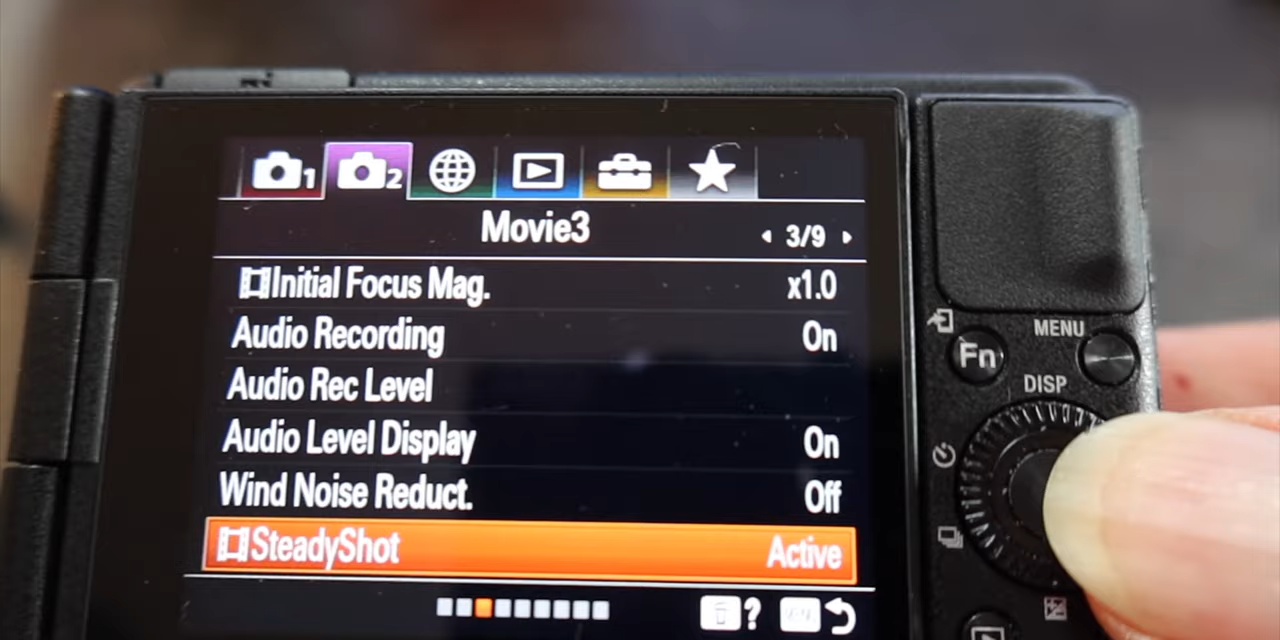 1 2
Movie3 3/9
Initial Focus Mag. x1.0
Audio Recording On
Audio Rec Level
Audio Level Display On
Wind Noise Reduct. Off
SteadyShot Active
?
Fn MENU
DISP